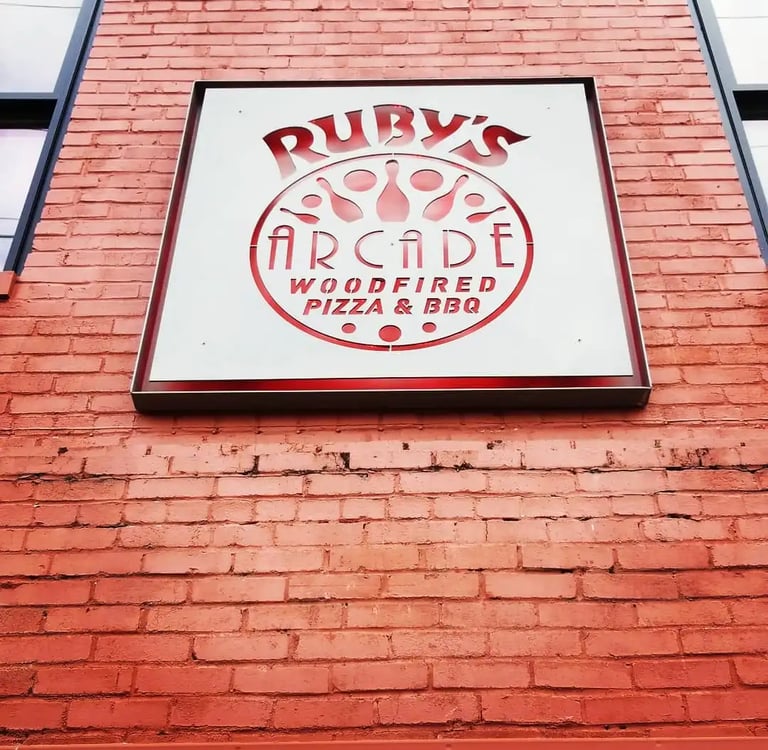 RUBY'S
ARCADE
WOODFIRED
PIZZA & BBQ